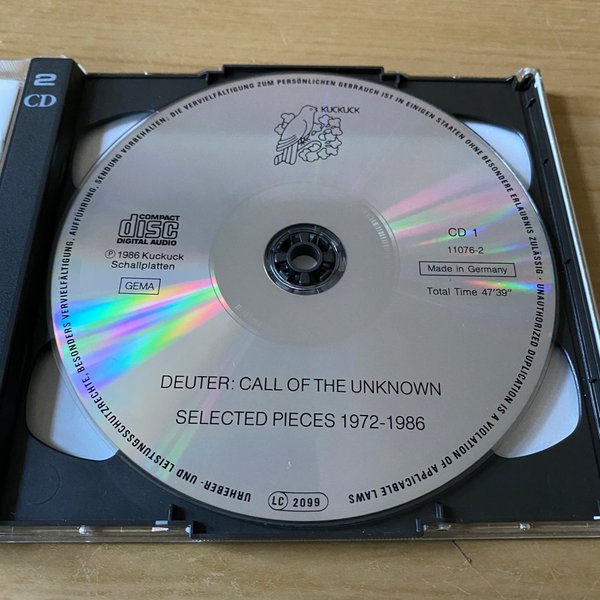 2
CD
KUCKUCK
URHEBER- UND LEISTUNGSSCHUTZRECHTE, BESONDERS VERVIELFÄLTIGUNG, AUFFÜHRUNG, SENDUNG VORBEHALTEN. DIE VERVIELFÄLTIGUNG ZUM PERSÖNLICHEN GEBRAUCH IST IN EINIGEN STAATEN OHNE BESONDERE ERLAUBNIS ZULÄSSIG · UNAUTHORIZED DUPLICATION IS A VIOLATION OF APPLICABLE LAWS
COMPACT
disc
DIGITAL AUDIO
℗ 1986 Kuckuck
Schallplatten
GEMA
CD 1
11076-2
Made in Germany
Total Time 47'39"
DEUTER: CALL OF THE UNKNOWN
SELECTED PIECES 1972-1986
LC 2099